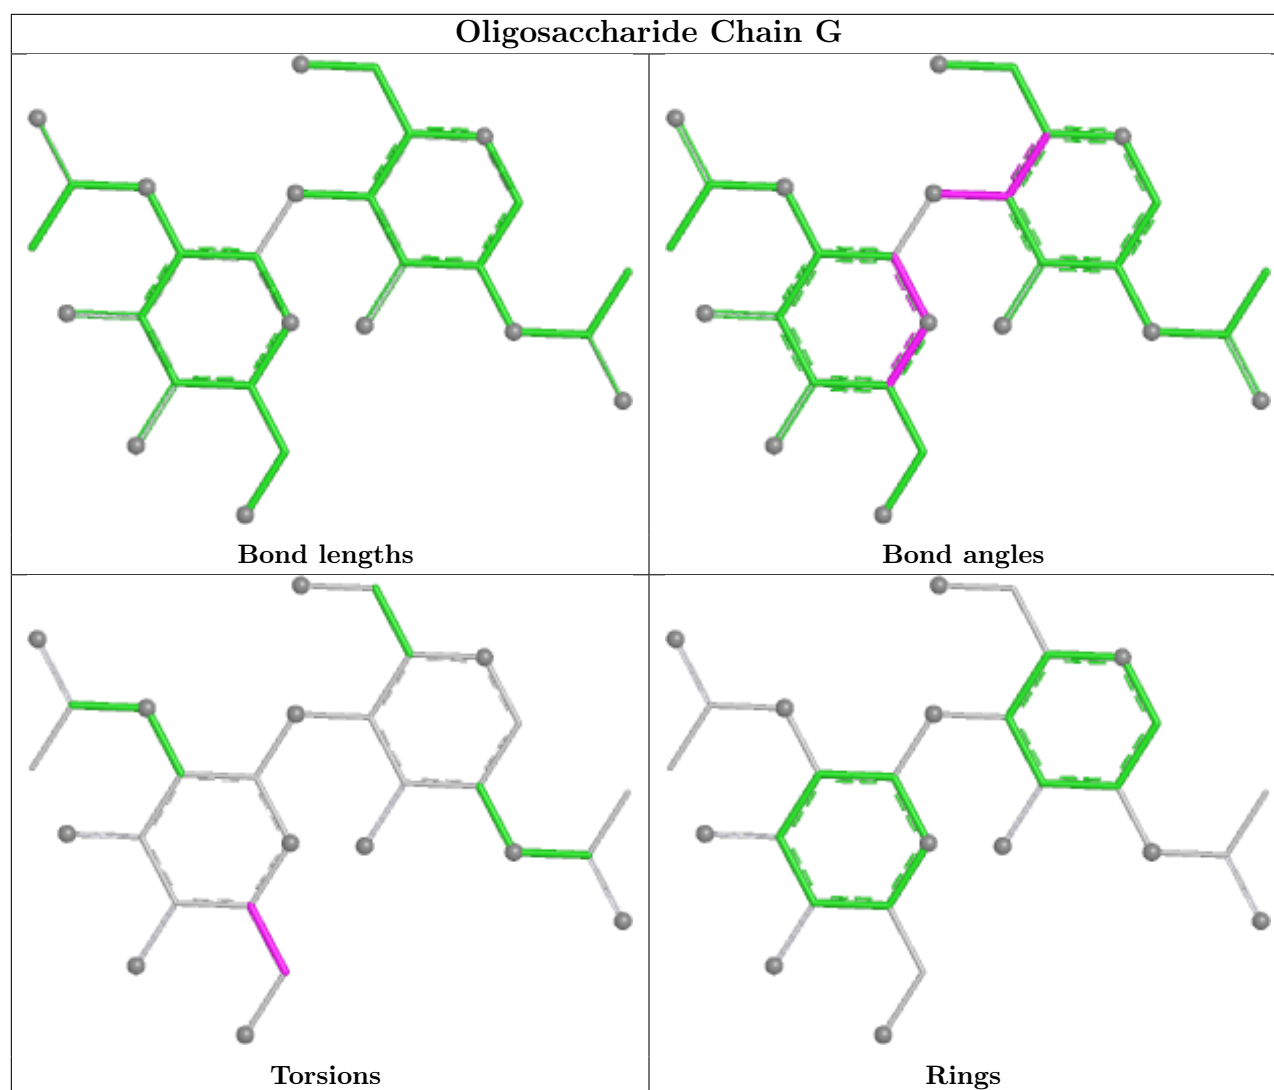 Oligosaccharide Chain G
Bond lengths
Bond angles
Torsions
Rings